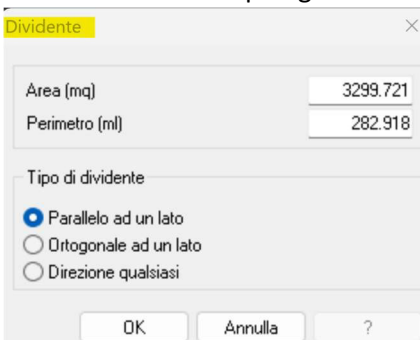 Dividente
Area (mq) 3299.721
Perimetro (ml) 282.918
Tipo di dividente
Parallelo ad un lato
Ortogonale ad un lato
Direzione qualsiasi
OK Annulla ?